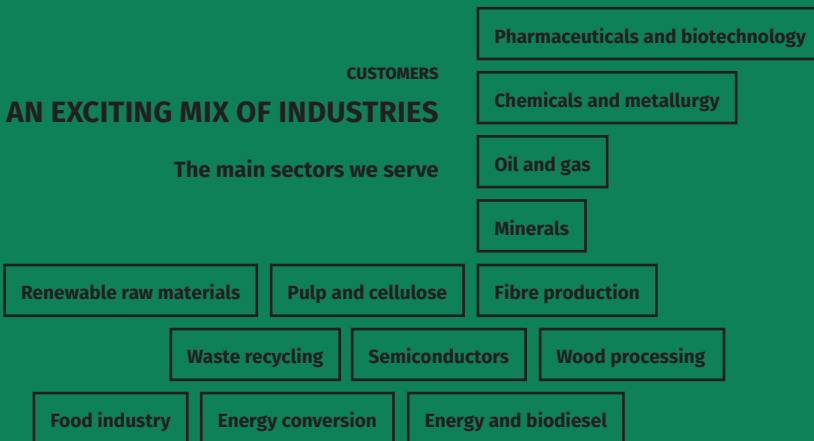 CUSTOMERS
AN EXCITING MIX OF INDUSTRIES
The main sectors we serve
Pharmaceuticals and biotechnology
Chemicals and metallurgy
Oil and gas
Minerals
Renewable raw materials
Pulp and cellulose
Fibre production
Waste recycling
Semiconductors
Wood processing
Food industry
Energy conversion
Energy and biodiesel